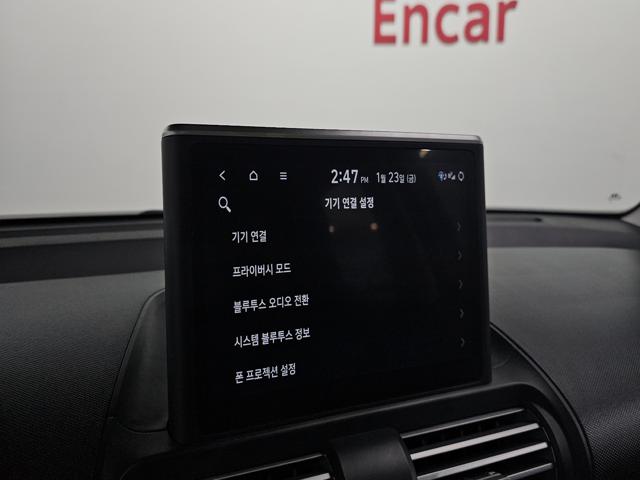 Encar
2:47 PM 1월 23일 (금)
기기 연결 설정
기기 연결
프라이버시 모드
블루투스 오디오 전환
시스템 블루투스 정보
폰 프로젝션 설정